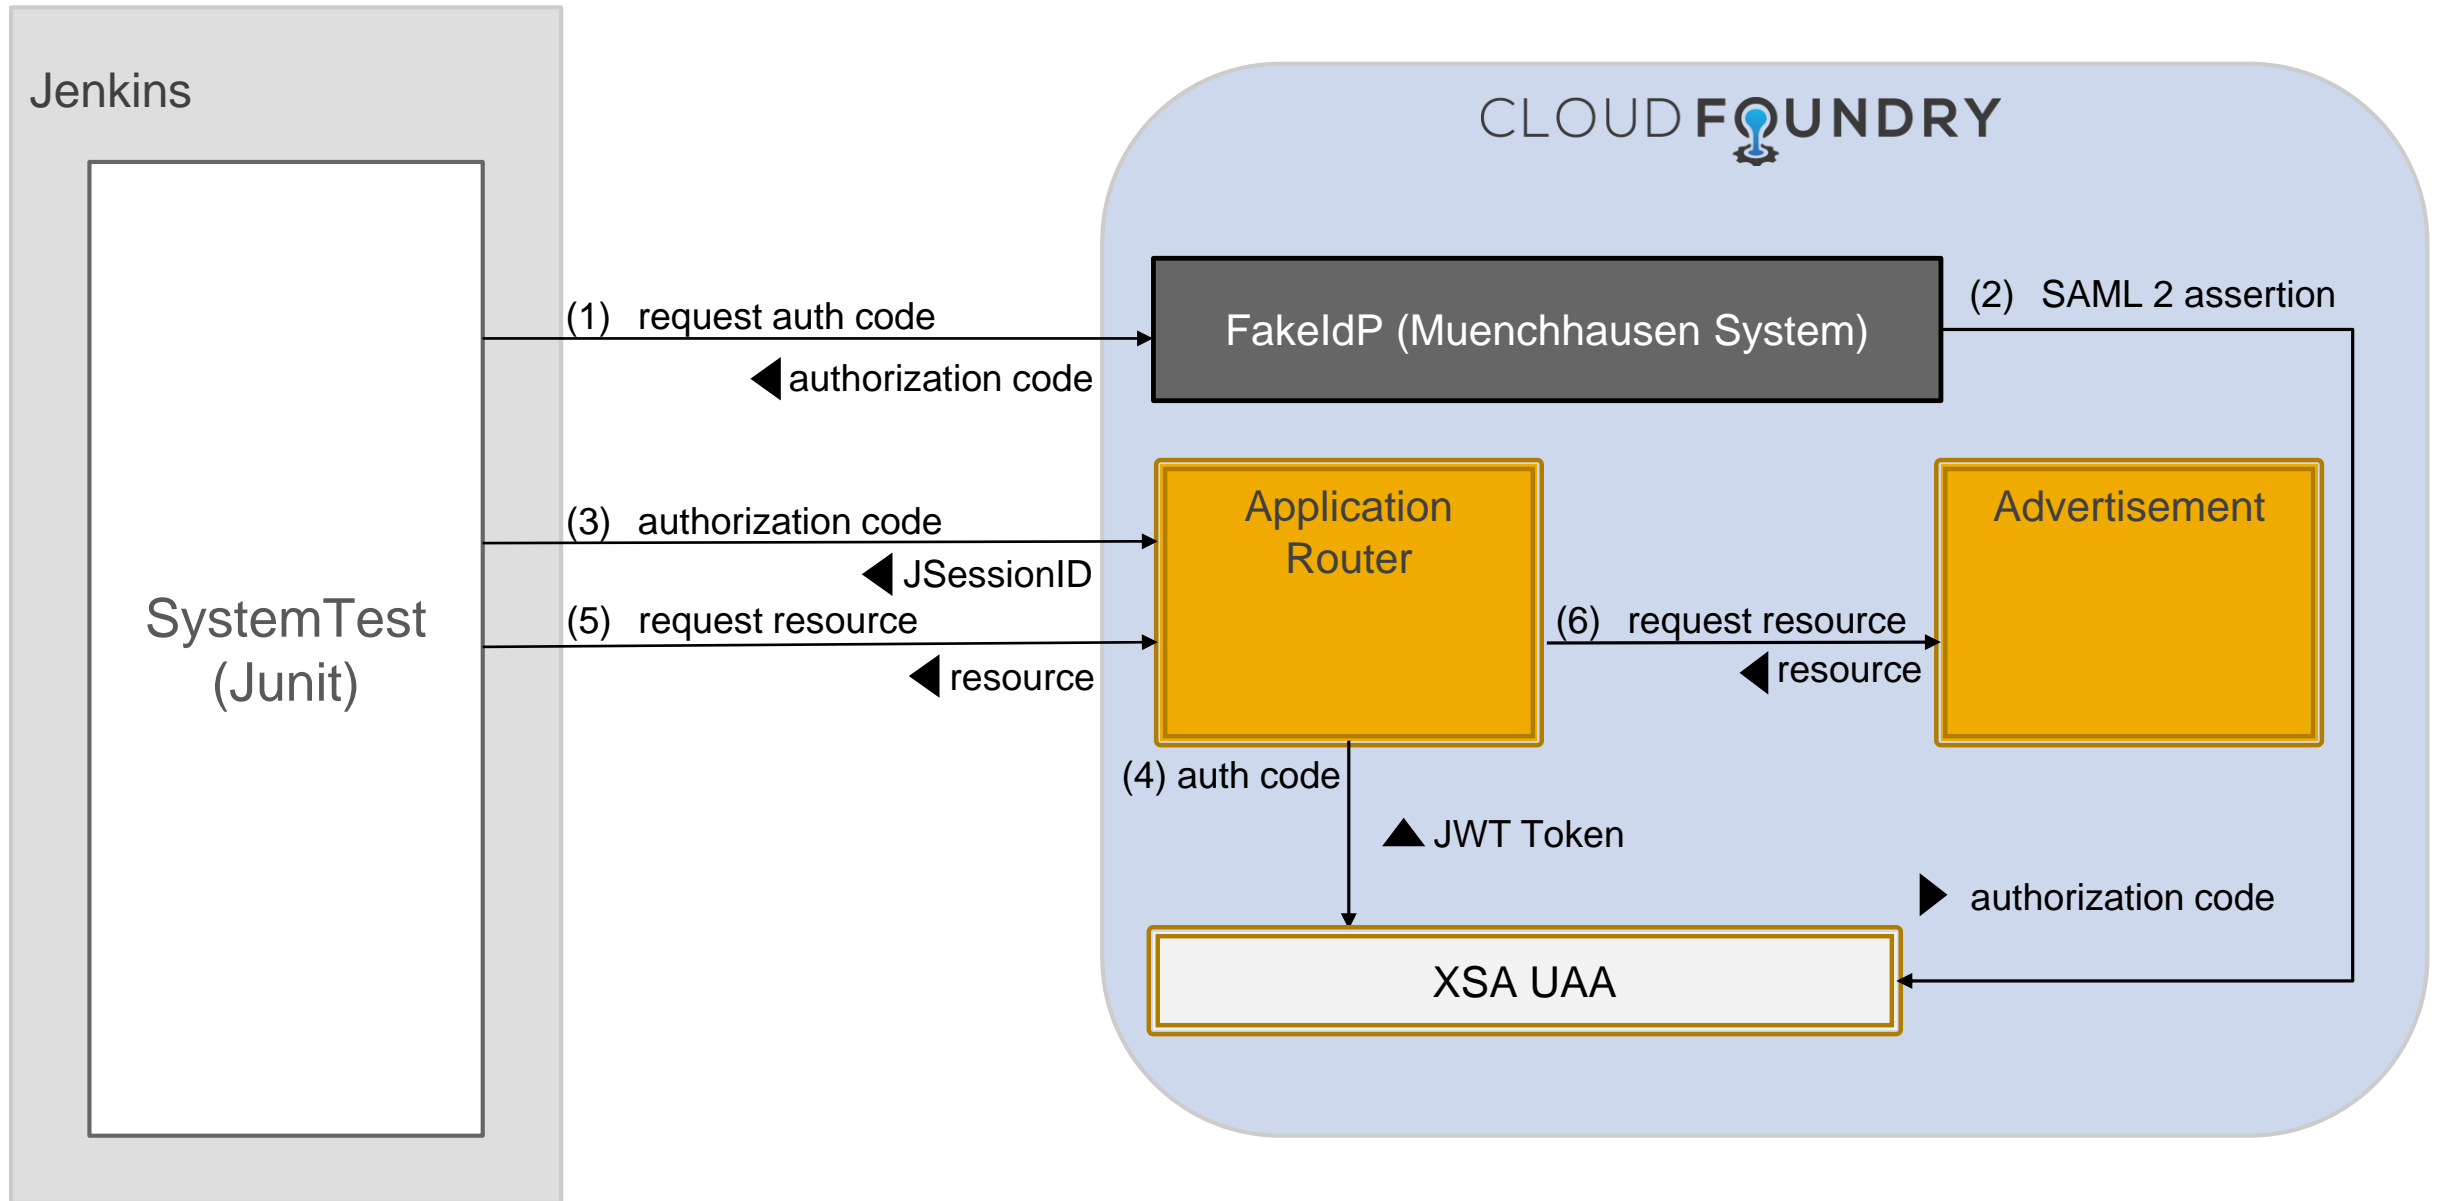 Jenkins
CLOUD FOUNDRY
FakeIdP (Muenchhausen System)
(2) SAML 2 assertion
(1) request auth code
authorization code
Application
Router
Advertisement
(3) authorization code
JSessionID
SystemTest
(Junit)
(5) request resource
resource
(6) request resource
resource
(4) auth code
JWT Token
authorization code
XSA UAA